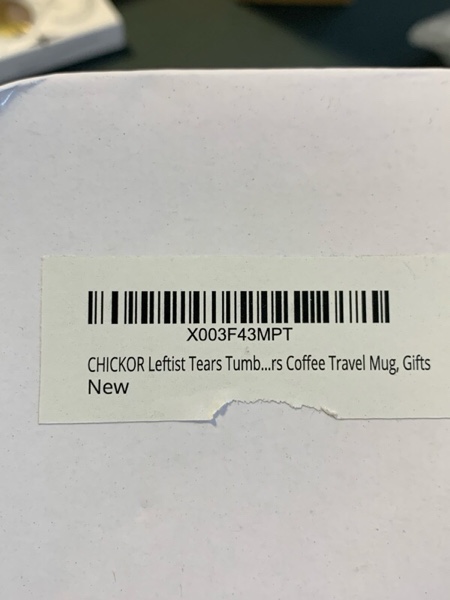 X003F43MPT
CHICKOR Leftist Tears Tumb...rs Coffee Travel Mug, Gifts
New